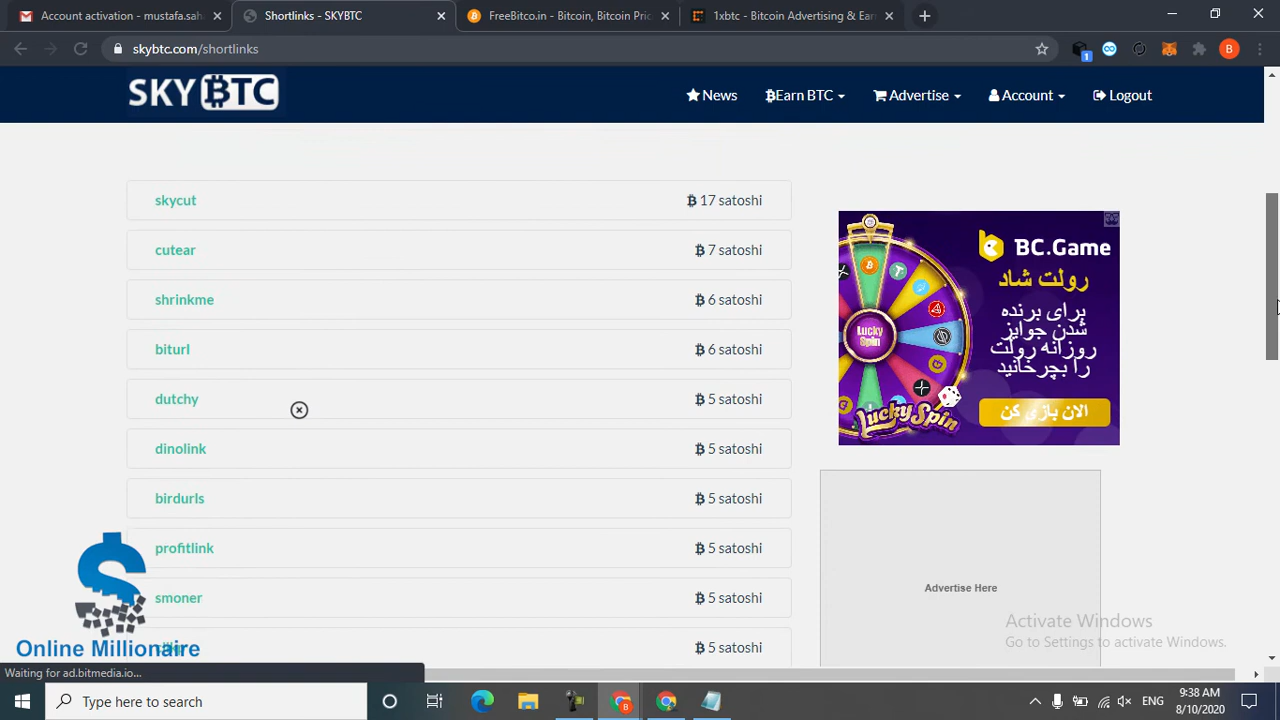 Account activation - mustafa.sah
Shortlinks - SKYBTC
FreeBitco.in - Bitcoin, Bitcoin Pric
1xbtc - Bitcoin Advertising & Earn
skybtc.com/shortlinks
1
B
SKYBTC
News
Earn BTC
Advertise
Account
Logout
skycut 17 satoshi
cutear 7 satoshi
shrinkme 6 satoshi
biturl 6 satoshi
dutchy 5 satoshi
dinolink 5 satoshi
birdurls 5 satoshi
profitlink 5 satoshi
smoner 5 satoshi
5 satoshi
BC.GAME
رولت شاد
برای برنده
شدن جوایز
روزانه رولت
را بچرخانید
الان بازی کن
Lucky Spin
LuckySpin
Advertise Here
Activate Windows
Go to Settings to activate Windows.
Online Millionaire
Waiting for ad.bitmedia.io...
Type here to search
B
ENG
9:38 AM
8/10/2020